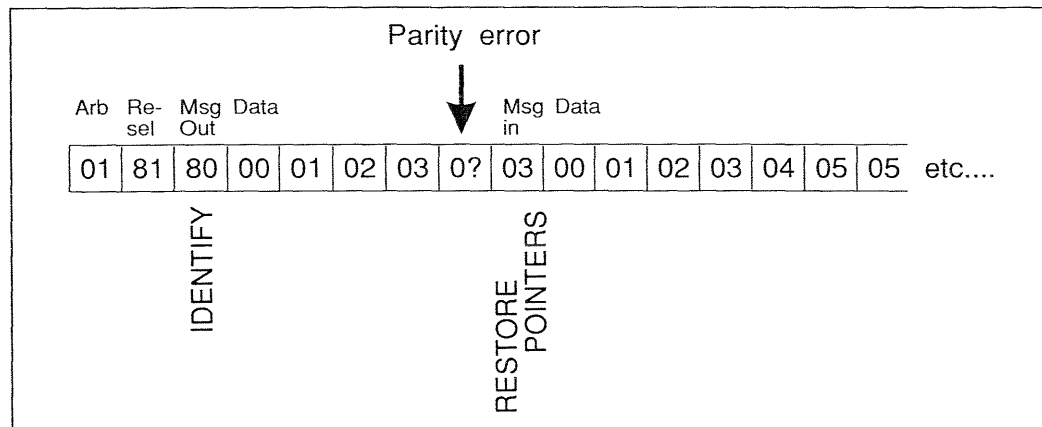 Parity error
Arb Re- Msg Data Msg Data
sel Out in
01 81 80 00 01 02 03 0? 03 00 01 02 03 04 05 05 etc....
IDENTIFY
RESTORE
POINTERS